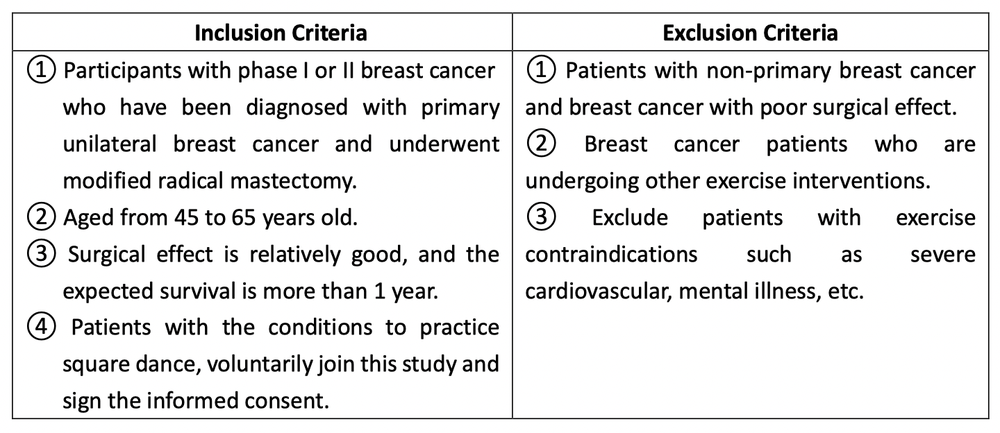 Inclusion Criteria
Exclusion Criteria
① Participants with phase I or II breast cancer
who have been diagnosed with primary
unilateral breast cancer and underwent
modified radical mastectomy.
② Aged from 45 to 65 years old.
③ Surgical effect is relatively good, and the
expected survival is more than 1 year.
④ Patients with the conditions to practice
square dance, voluntarily join this study and
sign the informed consent.
① Patients with non-primary breast cancer
and breast cancer with poor surgical effect.
② Breast cancer patients who are
undergoing other exercise interventions.
③ Exclude patients with exercise
contraindications such as severe
cardiovascular, mental illness, etc.